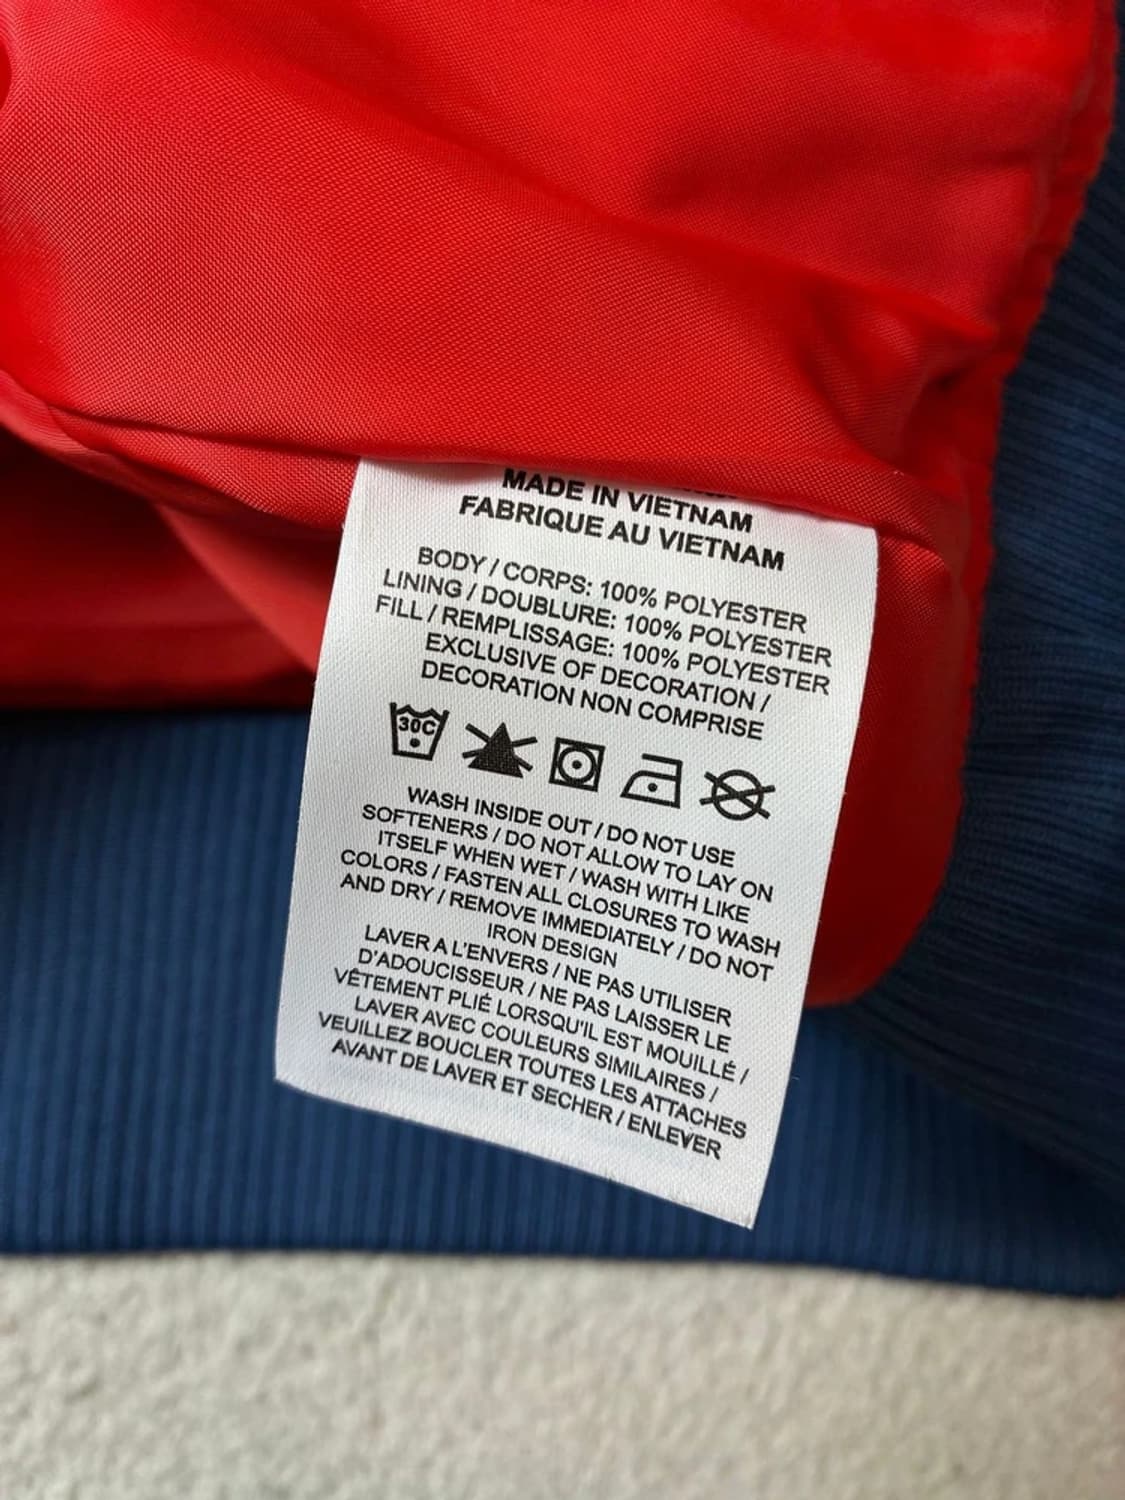 MADE IN VIETNAM
FABRIQUE AU VIETNAM
BODY / CORPS: 100% POLYESTER
LINING / DOUBLURE: 100% POLYESTER
FILL / REMPLISSAGE: 100% POLYESTER
EXCLUSIVE OF DECORATION /
DECORATION NON COMPRISE
30C
WASH INSIDE OUT / DO NOT USE
SOFTENERS / DO NOT ALLOW TO LAY ON
ITSELF WHEN WET / WASH WITH LIKE
COLORS / FASTEN ALL CLOSURES TO WASH
AND DRY / REMOVE IMMEDIATELY / DO NOT
IRON DESIGN
LAVER A L'ENVERS / NE PAS UTILISER
D'ADOUCISSEUR / NE PAS LAISSER LE
VÊTEMENT PLIÉ LORSQU'IL EST MOUILLÉ /
LAVER AVEC COULEURS SIMILAIRES /
VEUILLEZ BOUCLER TOUTES LES ATTACHES
AVANT DE LAVER ET SECHER / ENLEVER